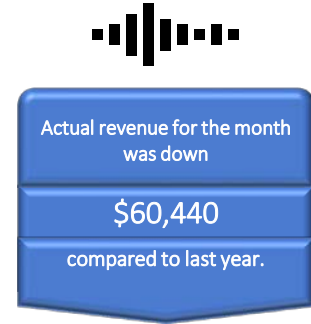 Actual revenue for the month
was down
$60,440
compared to last year.